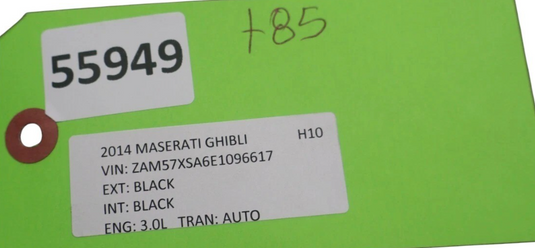 +85
55949
2014 MASERATI GHIBLI H10
VIN: ZAM57XSA6E1096617
EXT: BLACK
INT: BLACK
ENG: 3.0L TRAN: AUTO